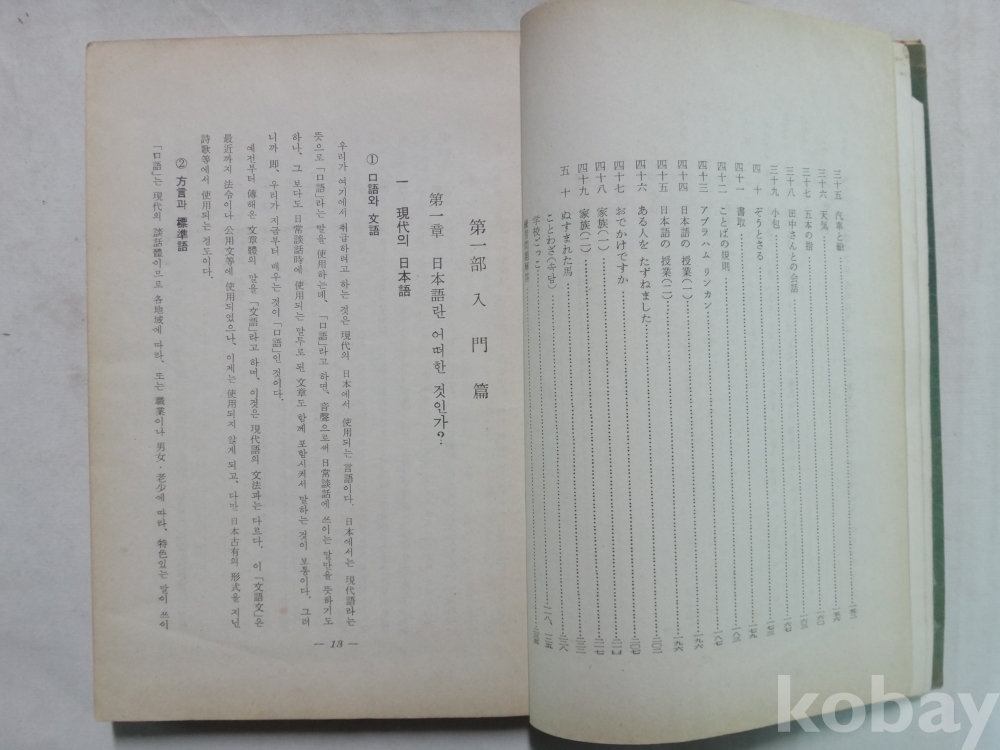 三十五 汽車と驢
三十六 天気
三十七 五本の指
三十八 田中さんとの会話
三十九 小包
四十 ぞうとさる
四十一 書取
四十二 ことばの規則
四十三 アブラハム リンカン
四十四 日本語の 授業(一)
四十五 日本語の 授業(二)
四十六 ある人を たずねました
四十七 おでかけですか
四十八 家族(一)
四十九 家族(二)
五十 ぬすまれた馬
ことわざ(속담)
学校ごっこ
第一部 入門篇
第一章 日本語란 어떠한 것인가?
一 現代의 日本語
① 口語와 文語
우리가 여기에서 취급하려고 하는 것은 現代의 日本에서 使用되는 言語이다. 日本에서는 現代語라는
뜻으로 「口語」라는 말을 使用하는데, 「口語」라고 하면, 音聲으로써 日常談話에 쓰이는 말만을 뜻하기도
하나, 그 보다도 日常談話時에 使用되는 말투로 된 文章도 함께 포함시켜서 말하는 것이 보통이다. 그러
니까 即, 우리가 지금부터 배우는 것이 「口語」인 것이다.
예전부터 傳해온 文章體의 말을 「文語」라고 하며, 이것은 現代語의 文法과는 다르다. 이 「文語文」은
最近까지 法令이나 公用文等에 使用되었으나, 이제는 使用되지 않게 되고, 다만 日本古有의 形式을 지닌
詩歌等에서 使用되는 정도이다.
② 方言과 標準語
「口語」는 現代의 談話體이므로 各地域에 따라, 또는 職業이나 男女·老少에 따라, 特色있는 말이 쓰이
— 13 —
kobay